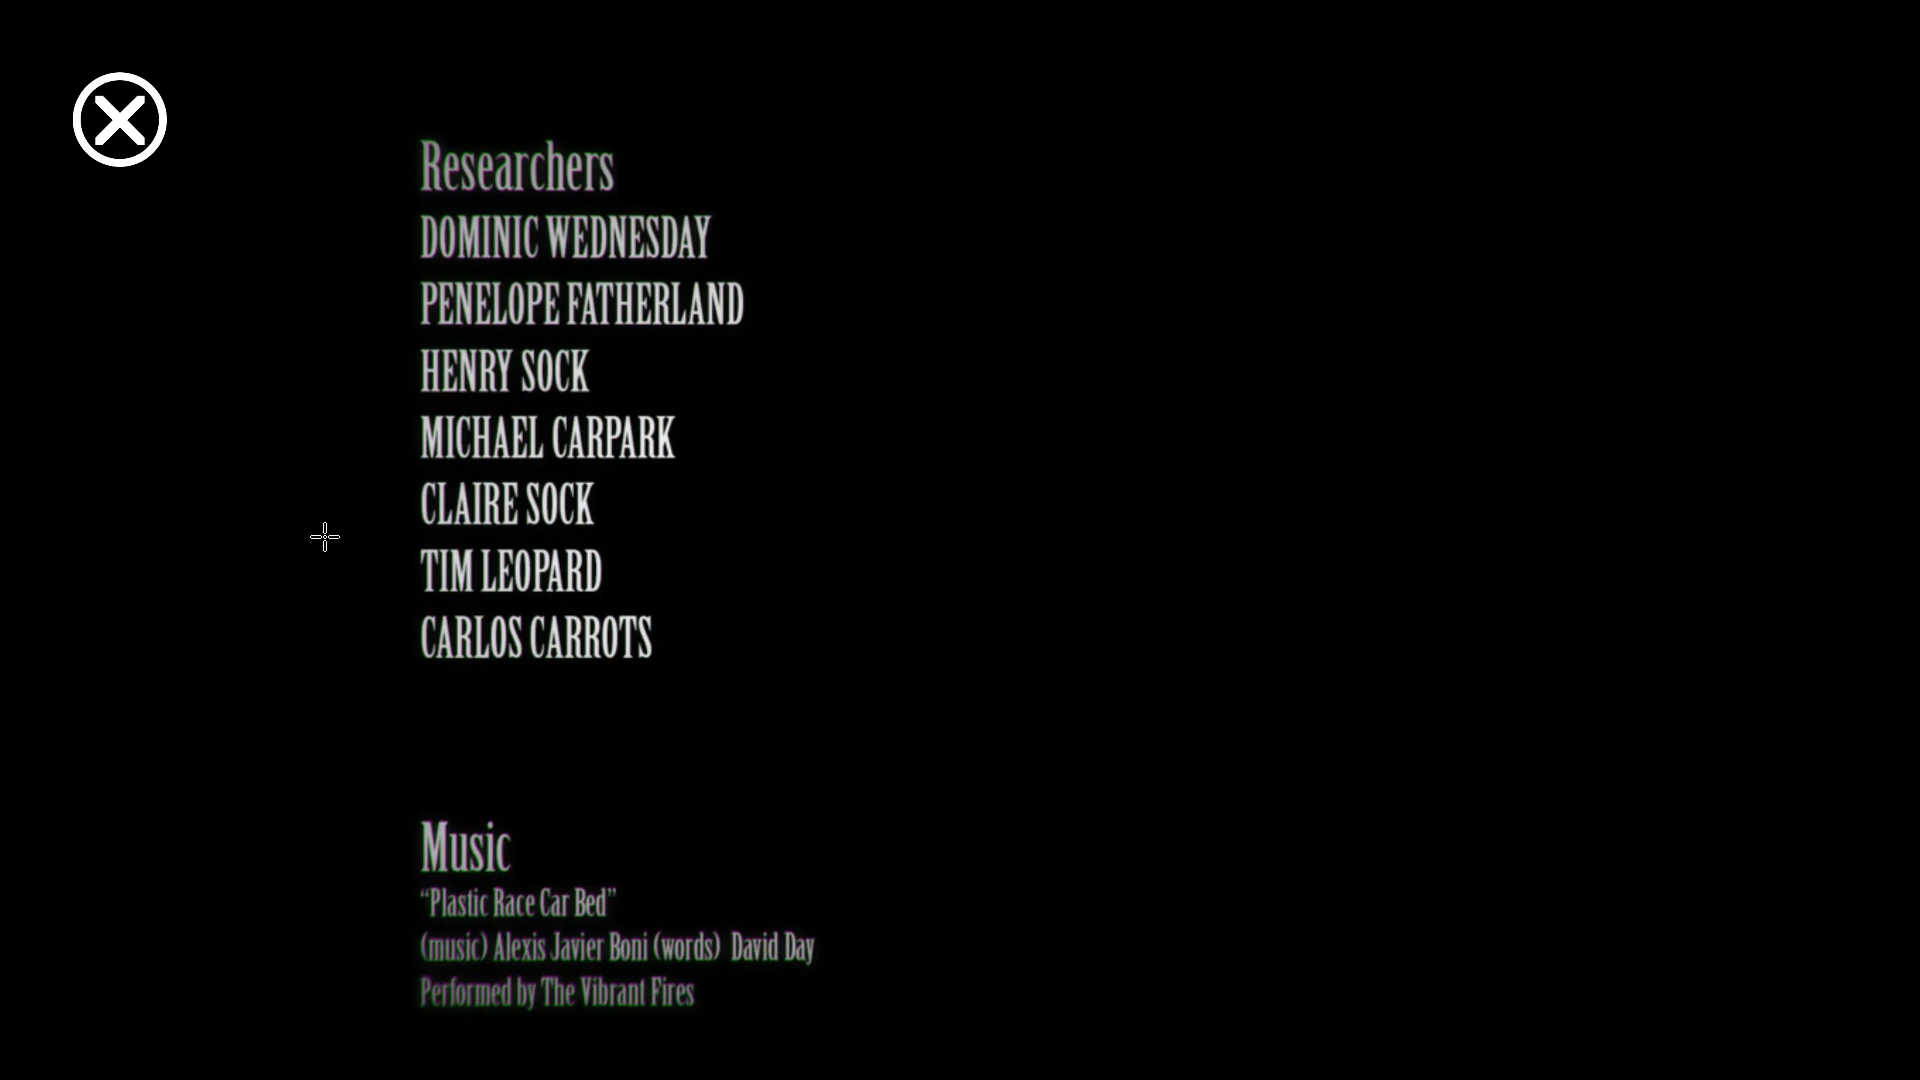 Researchers
DOMINIC WEDNESDAY
PENELOPE FATHERLAND
HENRY SOCK
MICHAEL CARPARK
CLAIRE SOCK
TIM LEOPARD
CARLOS CARROTS
Music
“Plastic Race Car Bed”
(music) Alexis Javier Boni (words) David Day
Performed by The Vibrant Fires